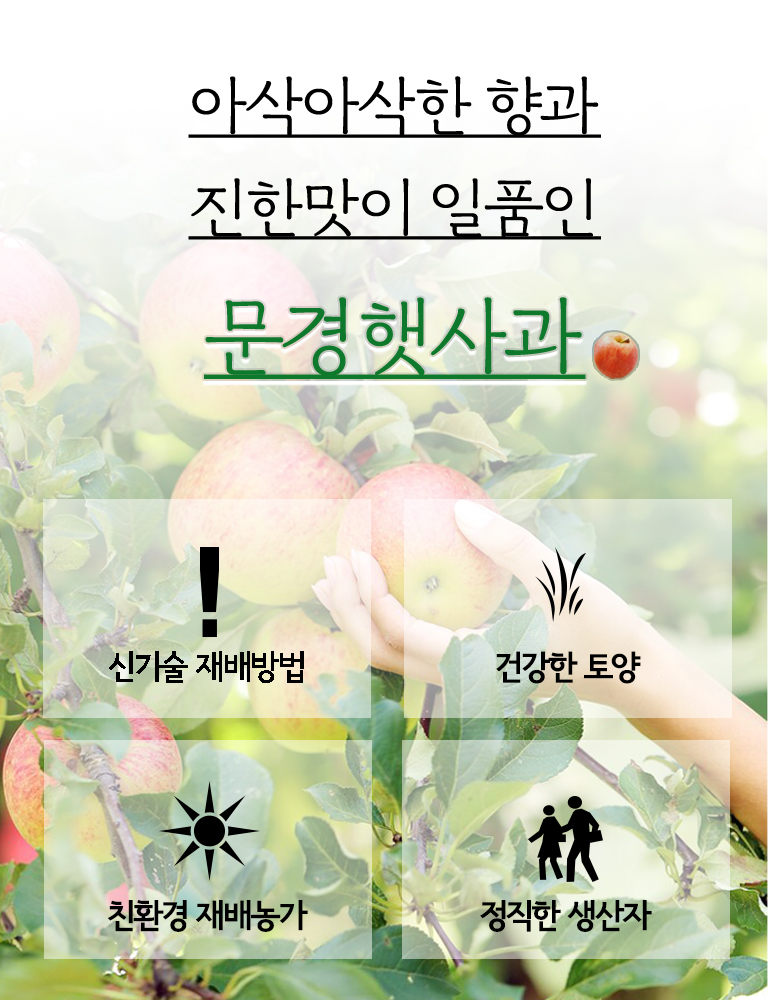 아삭아삭한 향과
진한맛이 일품인
문경햇사과
신기술 재배방법
건강한 토양
친환경 재배농가
정직한 생산자